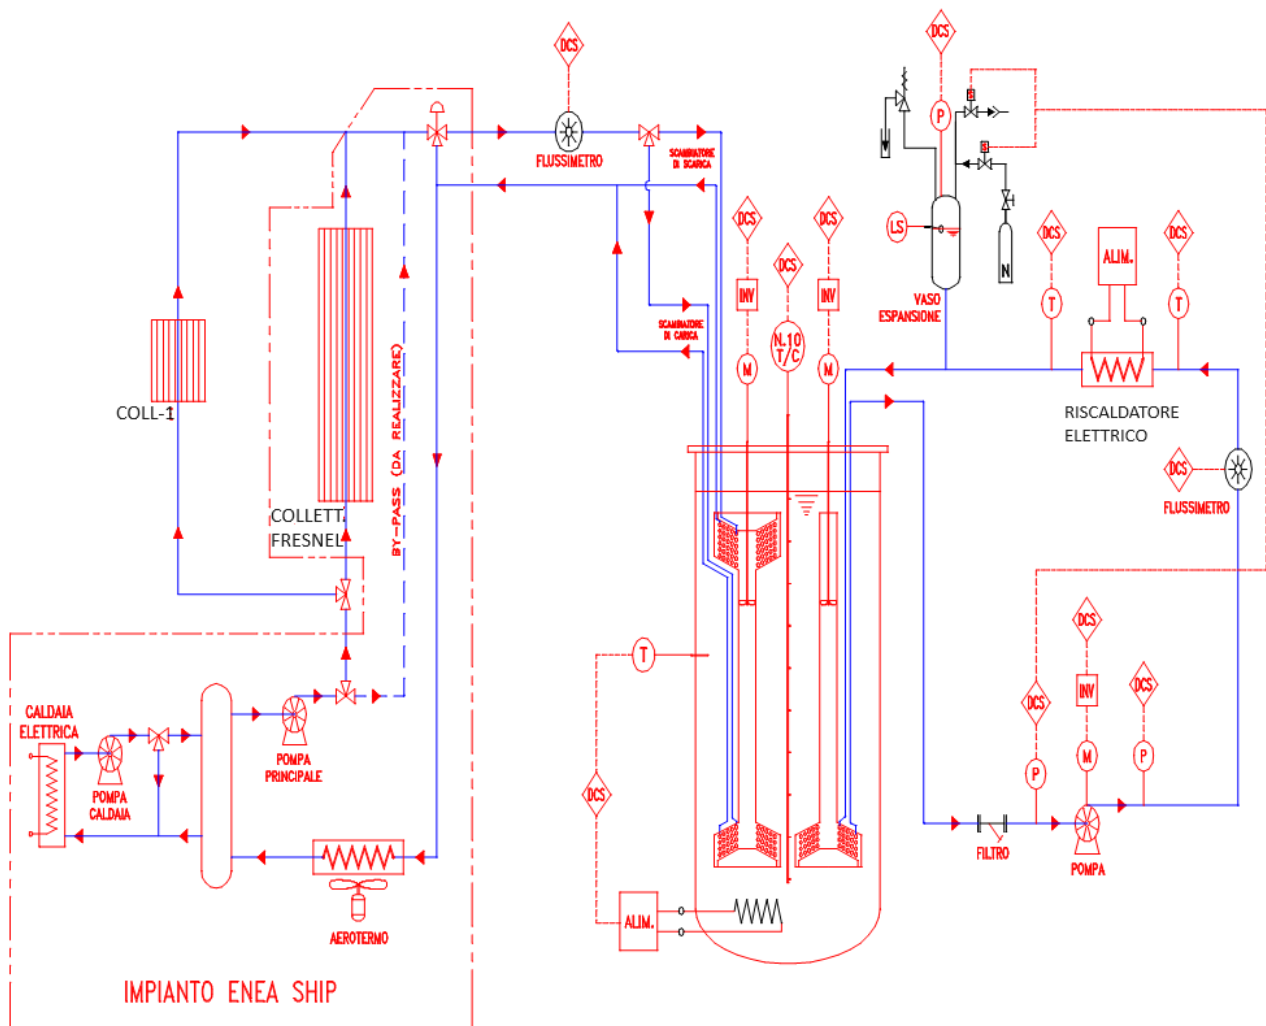 DCS
DCS
FLUSSIMETRO
SCAMBIATORE
DI SCARICA
P
S
S
LS
N
VASO
ESPANSIONE
DCS
DCS
DCS
DCS
DCS
INV
INV
N.10
T/C
M
M
T
ALIM.
T
SCAMBIATORE
DI CARICA
COLL-1
COLLETT.
FRESNEL
BY-PASS (DA REALIZZARE)
RISCALDATORE
ELETTRICO
DCS
FLUSSIMETRO
T
DCS
CALDAIA
ELETTRICA
POMPA
CALDAIA
POMPA
PRINCIPALE
AEROTERMO
DCS
INV
DCS
DCS
P
M
P
FILTRO
POMPA
ALIM.
IMPIANTO ENEA SHIP